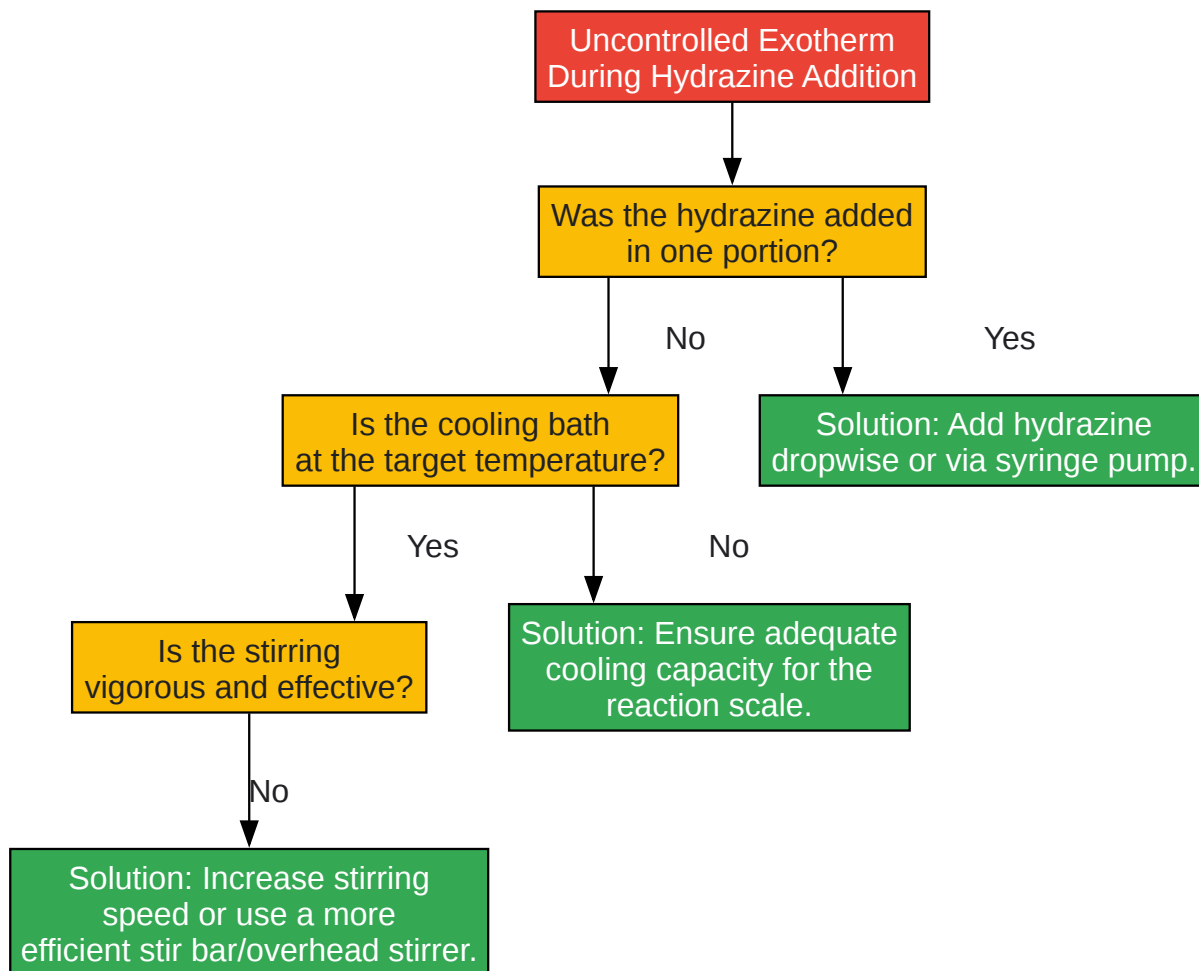 Uncontrolled Exotherm
During Hydrazine Addition
Was the hydrazine added
in one portion?
No
Yes
Is the cooling bath
at the target temperature?
Solution: Add hydrazine
dropwise or via syringe pump.
Yes
No
Is the stirring
vigorous and effective?
Solution: Ensure adequate
cooling capacity for the
reaction scale.
No
Solution: Increase stirring
speed or use a more
efficient stir bar/overhead stirrer.